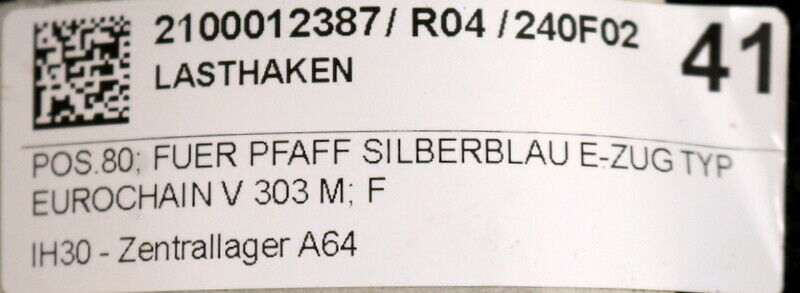 2100012387/ R04 /240F02
41
LASTHAKEN
POS.80; FUER PFAFF SILBERBLAU E-ZUG TYP
EUROCHAIN V 303 M; F
IH30 - Zentrallager A64